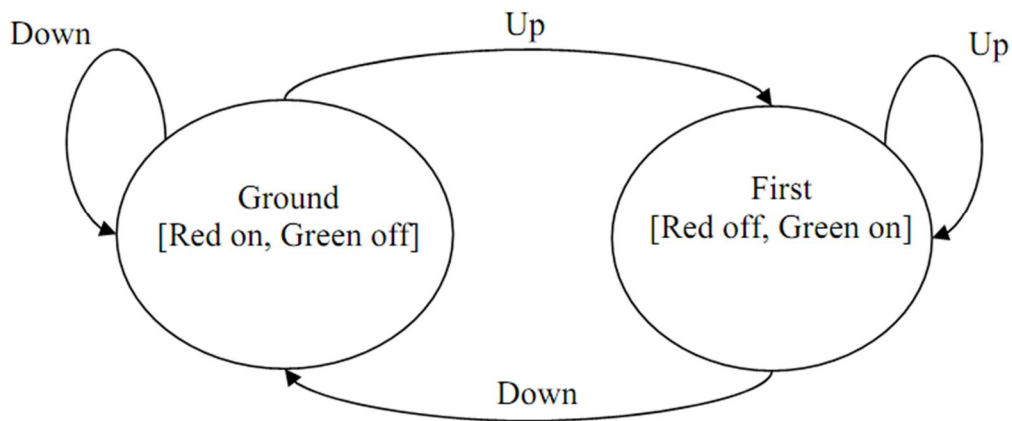 Down
Up
Up
Ground
[Red on, Green off]
First
[Red off, Green on]
Down